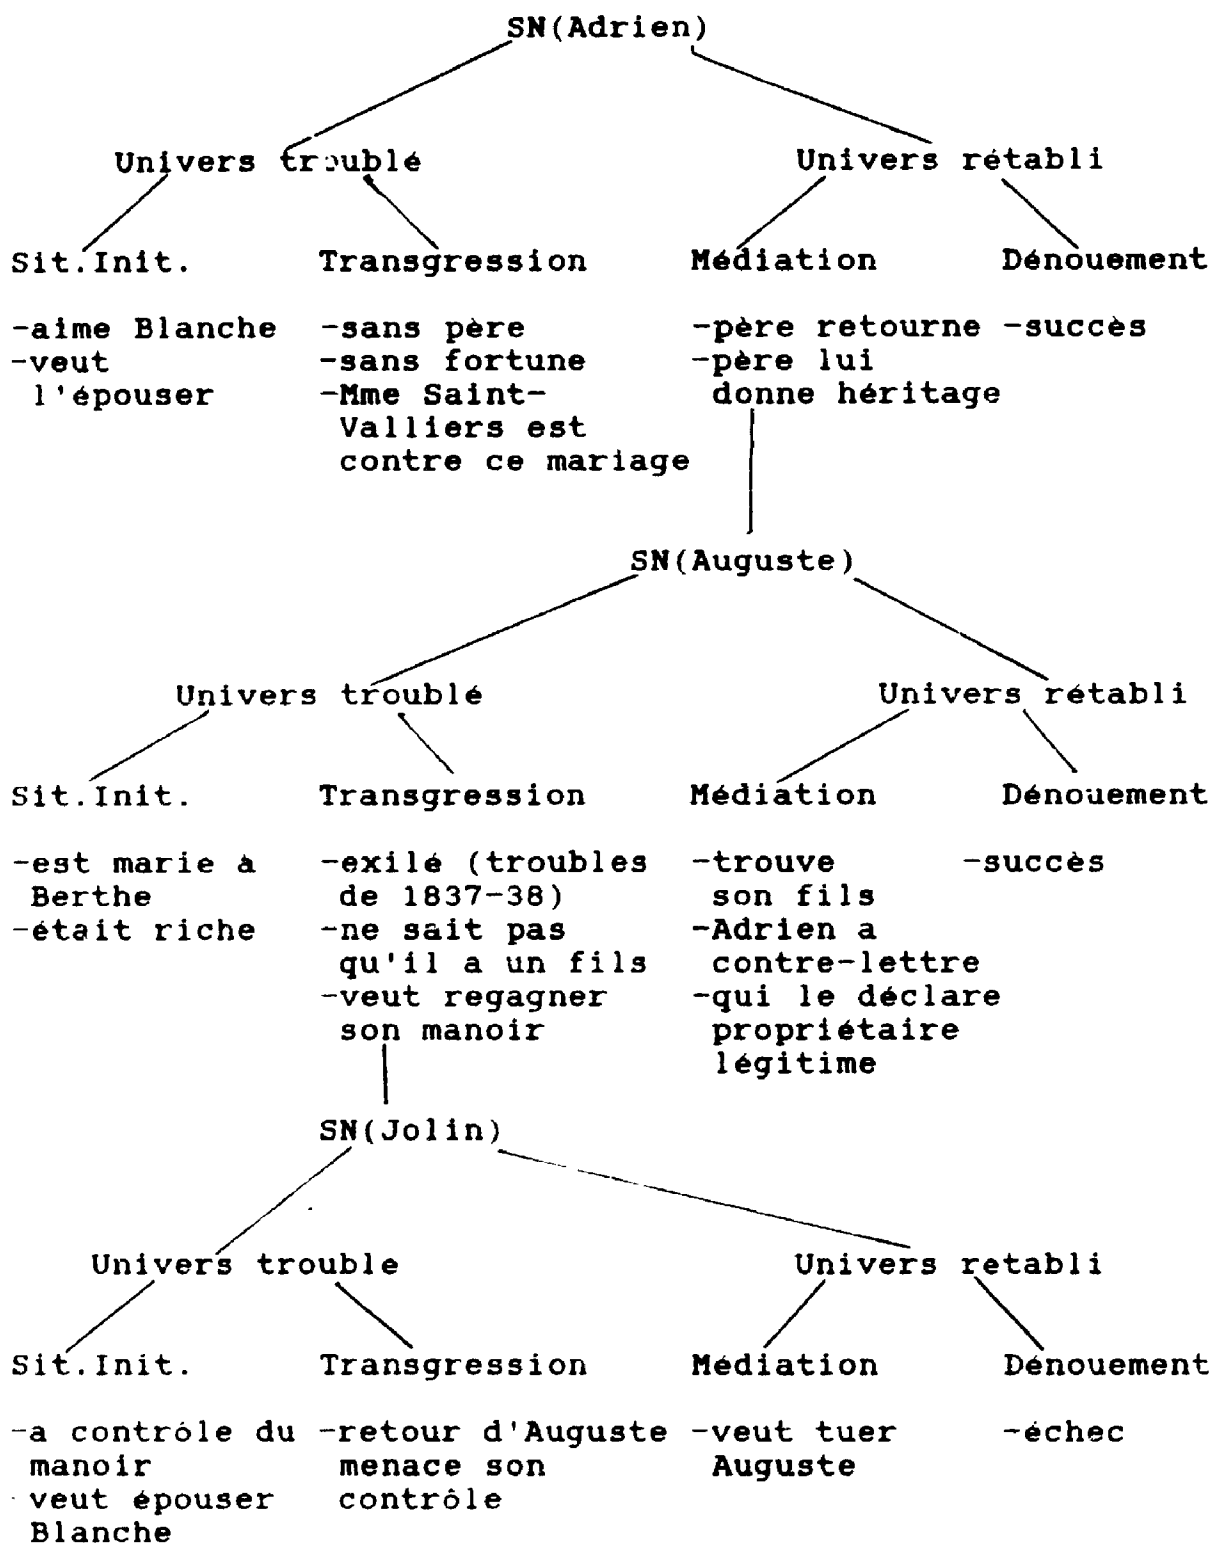 SN(Adrien)
Univers troublé Univers rétabli
Sit.Init. Transgression Médiation Dénouement
-aime Blanche -sans père -père retourne -succès
-veut -sans fortune -père lui
l'épouser -Mme Saint- donne héritage
Valliers est
contre ce mariage
SN(Auguste)
Univers troublé Univers rétabli
Sit.Init. Transgression Médiation Dénouement
-est marie à -exilé (troubles -trouve -succès
Berthe de 1837-38) son fils
-était riche -ne sait pas -Adrien a
qu'il a un fils contre-lettre
-veut regagner -qui le déclare
son manoir propriétaire
légitime
SN(Jolin)
Univers trouble Univers retabli
Sit.Init. Transgression Médiation Dénouement
-a contrôle du -retour d'Auguste -veut tuer -échec
manoir menace son Auguste
veut épouser contrôle
Blanche